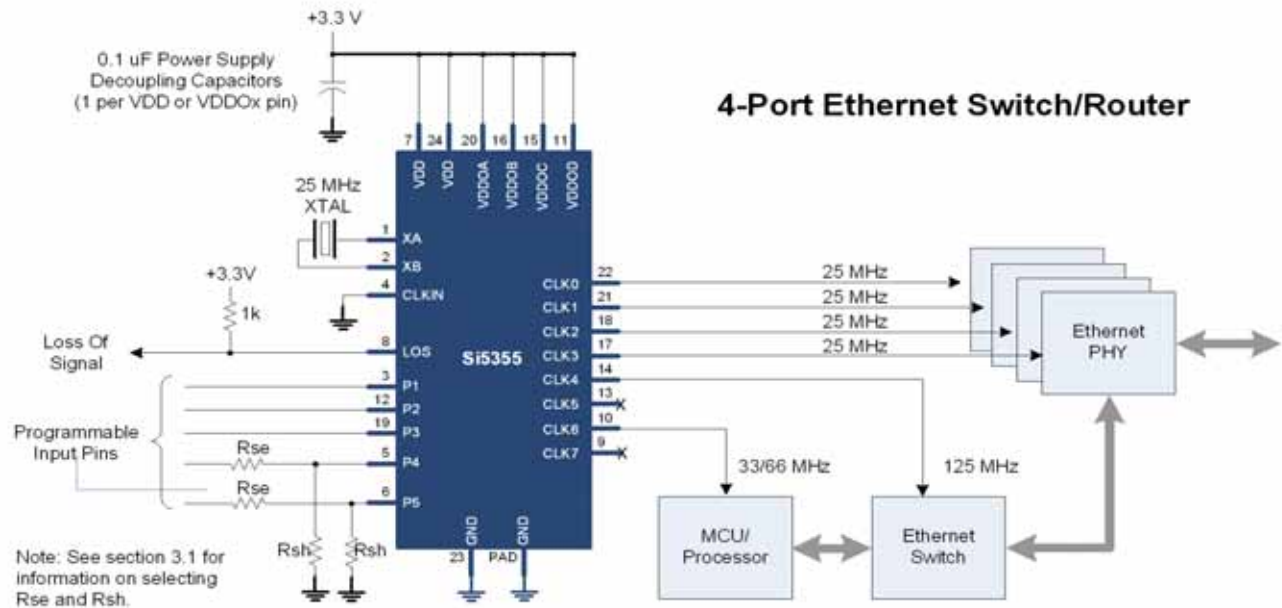 +3.3 V
0.1 uF Power Supply
Decoupling Capacitors
(1 per VDD or VDDOx pin)
4-Port Ethernet Switch/Router
7
24
20
16
15
11
VDD
VDD
VDDOA
VDDOB
VDDOC
VDDOD
25 MHz
XTAL
1
XA
2
XB
4
CLKIN
+3.3V
1k
Loss Of
Signal
8
LOS
Si5355
3
P1
12
P2
19
P3
Programmable
Input Pins
Rse
5
P4
Rse
6
P5
Rsh
Rsh
GND
23
GND
PAD
Note: See section 3.1 for
information on selecting
Rse and Rsh.
CLK0
22
25 MHz
CLK1
21
25 MHz
CLK2
18
25 MHz
CLK3
17
25 MHz
CLK4
14
CLK5
13
X
CLK6
10
CLK7
9
X
33/66 MHz
125 MHz
Ethernet
PHY
MCU/
Processor
Ethernet
Switch